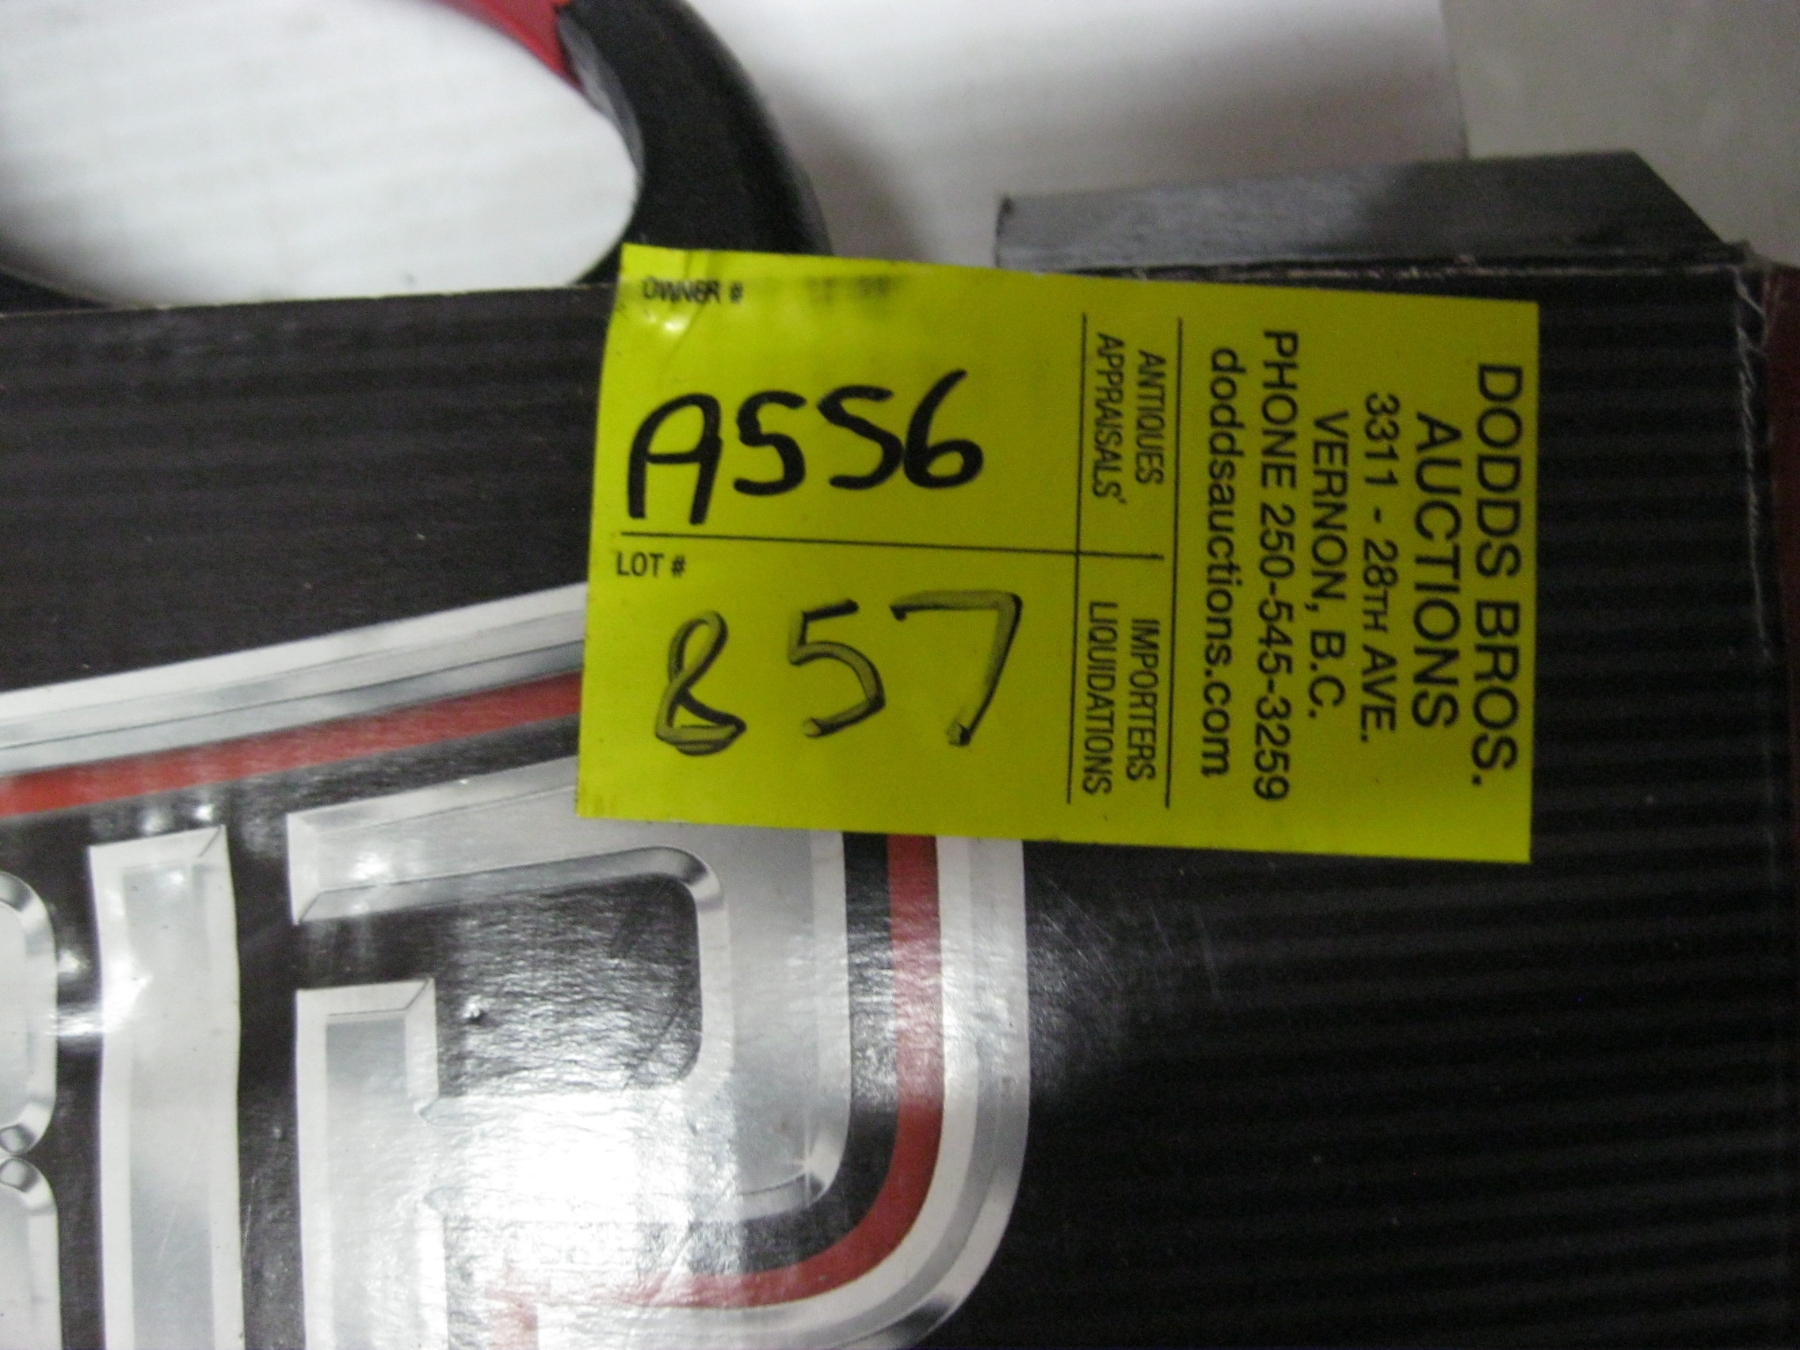 OWNER #
A556
LOT #
857
ANTIQUES
APPRAISALS'
IMPORTERS
LIQUIDATIONS
DODDS BROS.
AUCTIONS
3311 - 28TH AVE.
VERNON, B.C.
PHONE 250-545-3259
doddsauctions.com